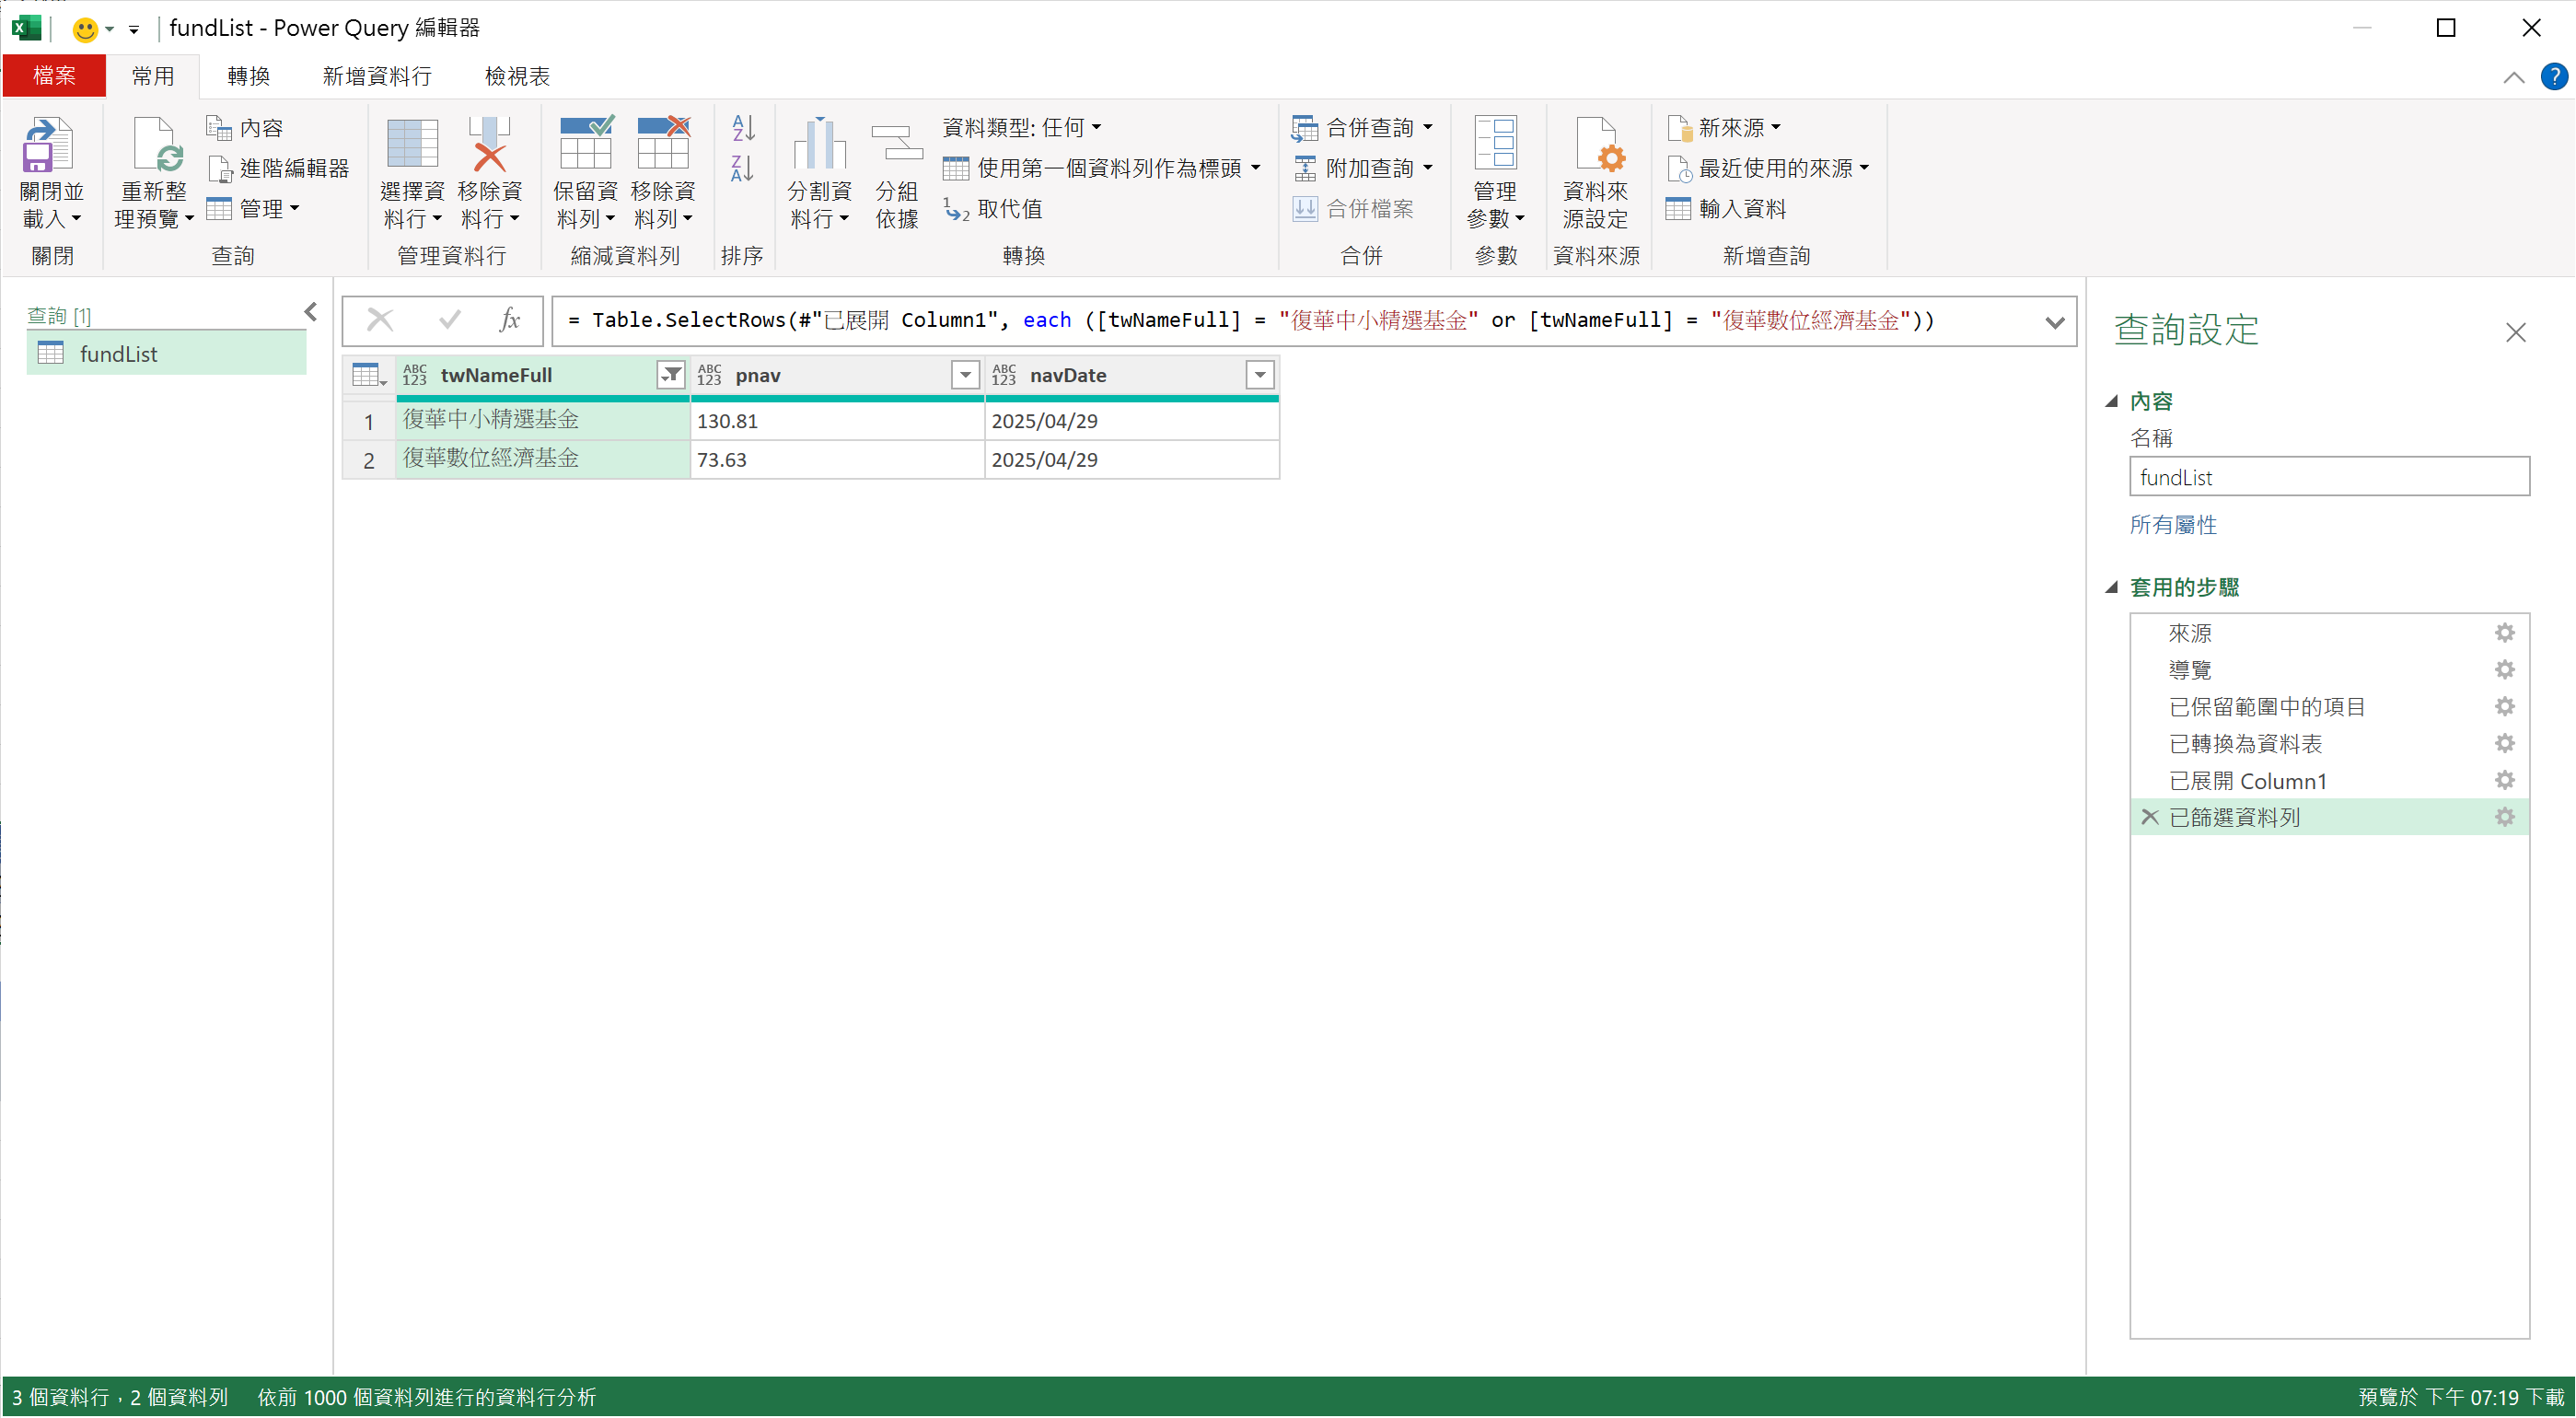 fundList - Power Query 編輯器
檔案 常用 轉換 新增資料行 檢視表
關閉並載入
關閉
重新整理預覽
內容
進階編輯器
管理
查詢
選擇資料行
移除資料行
管理資料行
保留資料列
移除資料列
縮減資料列
排序
分割資料行
分組依據
資料類型: 任何
使用第一個資料列作為標頭
取代值
轉換
合併查詢
附加查詢
合併檔案
合併
管理參數
參數
資料來源設定
資料來源
新來源
最近使用的來源
輸入資料
新增查詢
查詢 [1]
fundList
fx
= Table.SelectRows(#"已展開 Column1", each ([twNameFull] = "復華中小精選基金" or [twNameFull] = "復華數位經濟基金"))
ABC 123 twNameFull ABC 123 pnav ABC 123 navDate
1 復華中小精選基金 130.81 2025/04/29
2 復華數位經濟基金 73.63 2025/04/29
查詢設定
內容
名稱
fundList
所有屬性
套用的步驟
來源
導覽
已保留範圍中的項目
已轉換為資料表
已展開 Column1
已篩選資料列
3 個資料行，2 個資料列 依前 1000 個資料列進行的資料行分析
預覽於 下午 07:19 下載